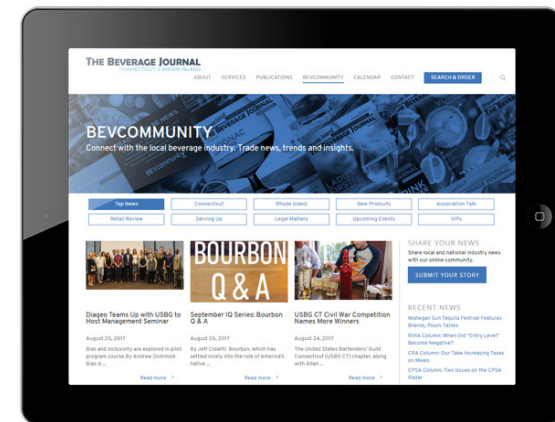 THE BEVERAGE JOURNAL
CONNECTICUT & RHODE ISLAND
ABOUT SERVICES PUBLICATIONS BEVCOMMUNITY CALENDAR CONTACT SEARCH & ORDER
BEVCOMMUNITY
Connect with the local beverage industry. Trade news, trends and insights.
Top News Connecticut Rhode Island New Products Association Talk
Retail Review Serving Up Legal Matters Upcoming Events VIPs
BOURBON
Q & A
Diageo Teams Up with USBG to
Host Management Seminar
August 25, 2017
Bias and inclusivity are explored in pilot
program course By Andrew Dominick
Bias is ...
Read more
September IQ Series: Bourbon
Q & A
August 25, 2017
By Jeff Cioletti Bourbon, which has
settled nicely into the role of America's
native ...
Read more
USBG CT Civil War Competition
Names More Winners
August 24, 2017
The United States Bartenders' Guild
Connecticut (USBG CT) chapter, along
with Allan ...
Read more
SHARE YOUR NEWS
Share local and national industry news
with our online community.
SUBMIT YOUR STORY
RECENT NEWS
Mohegan Sun Tequila Festival Features
Brands, Pours Tastes
RIHA Column: When Did "Entry Level"
Become Negative?
CRA Column: Our Take Increasing Taxes
on Meals
CPSA Column: Two Issues on the CPSA
Radar